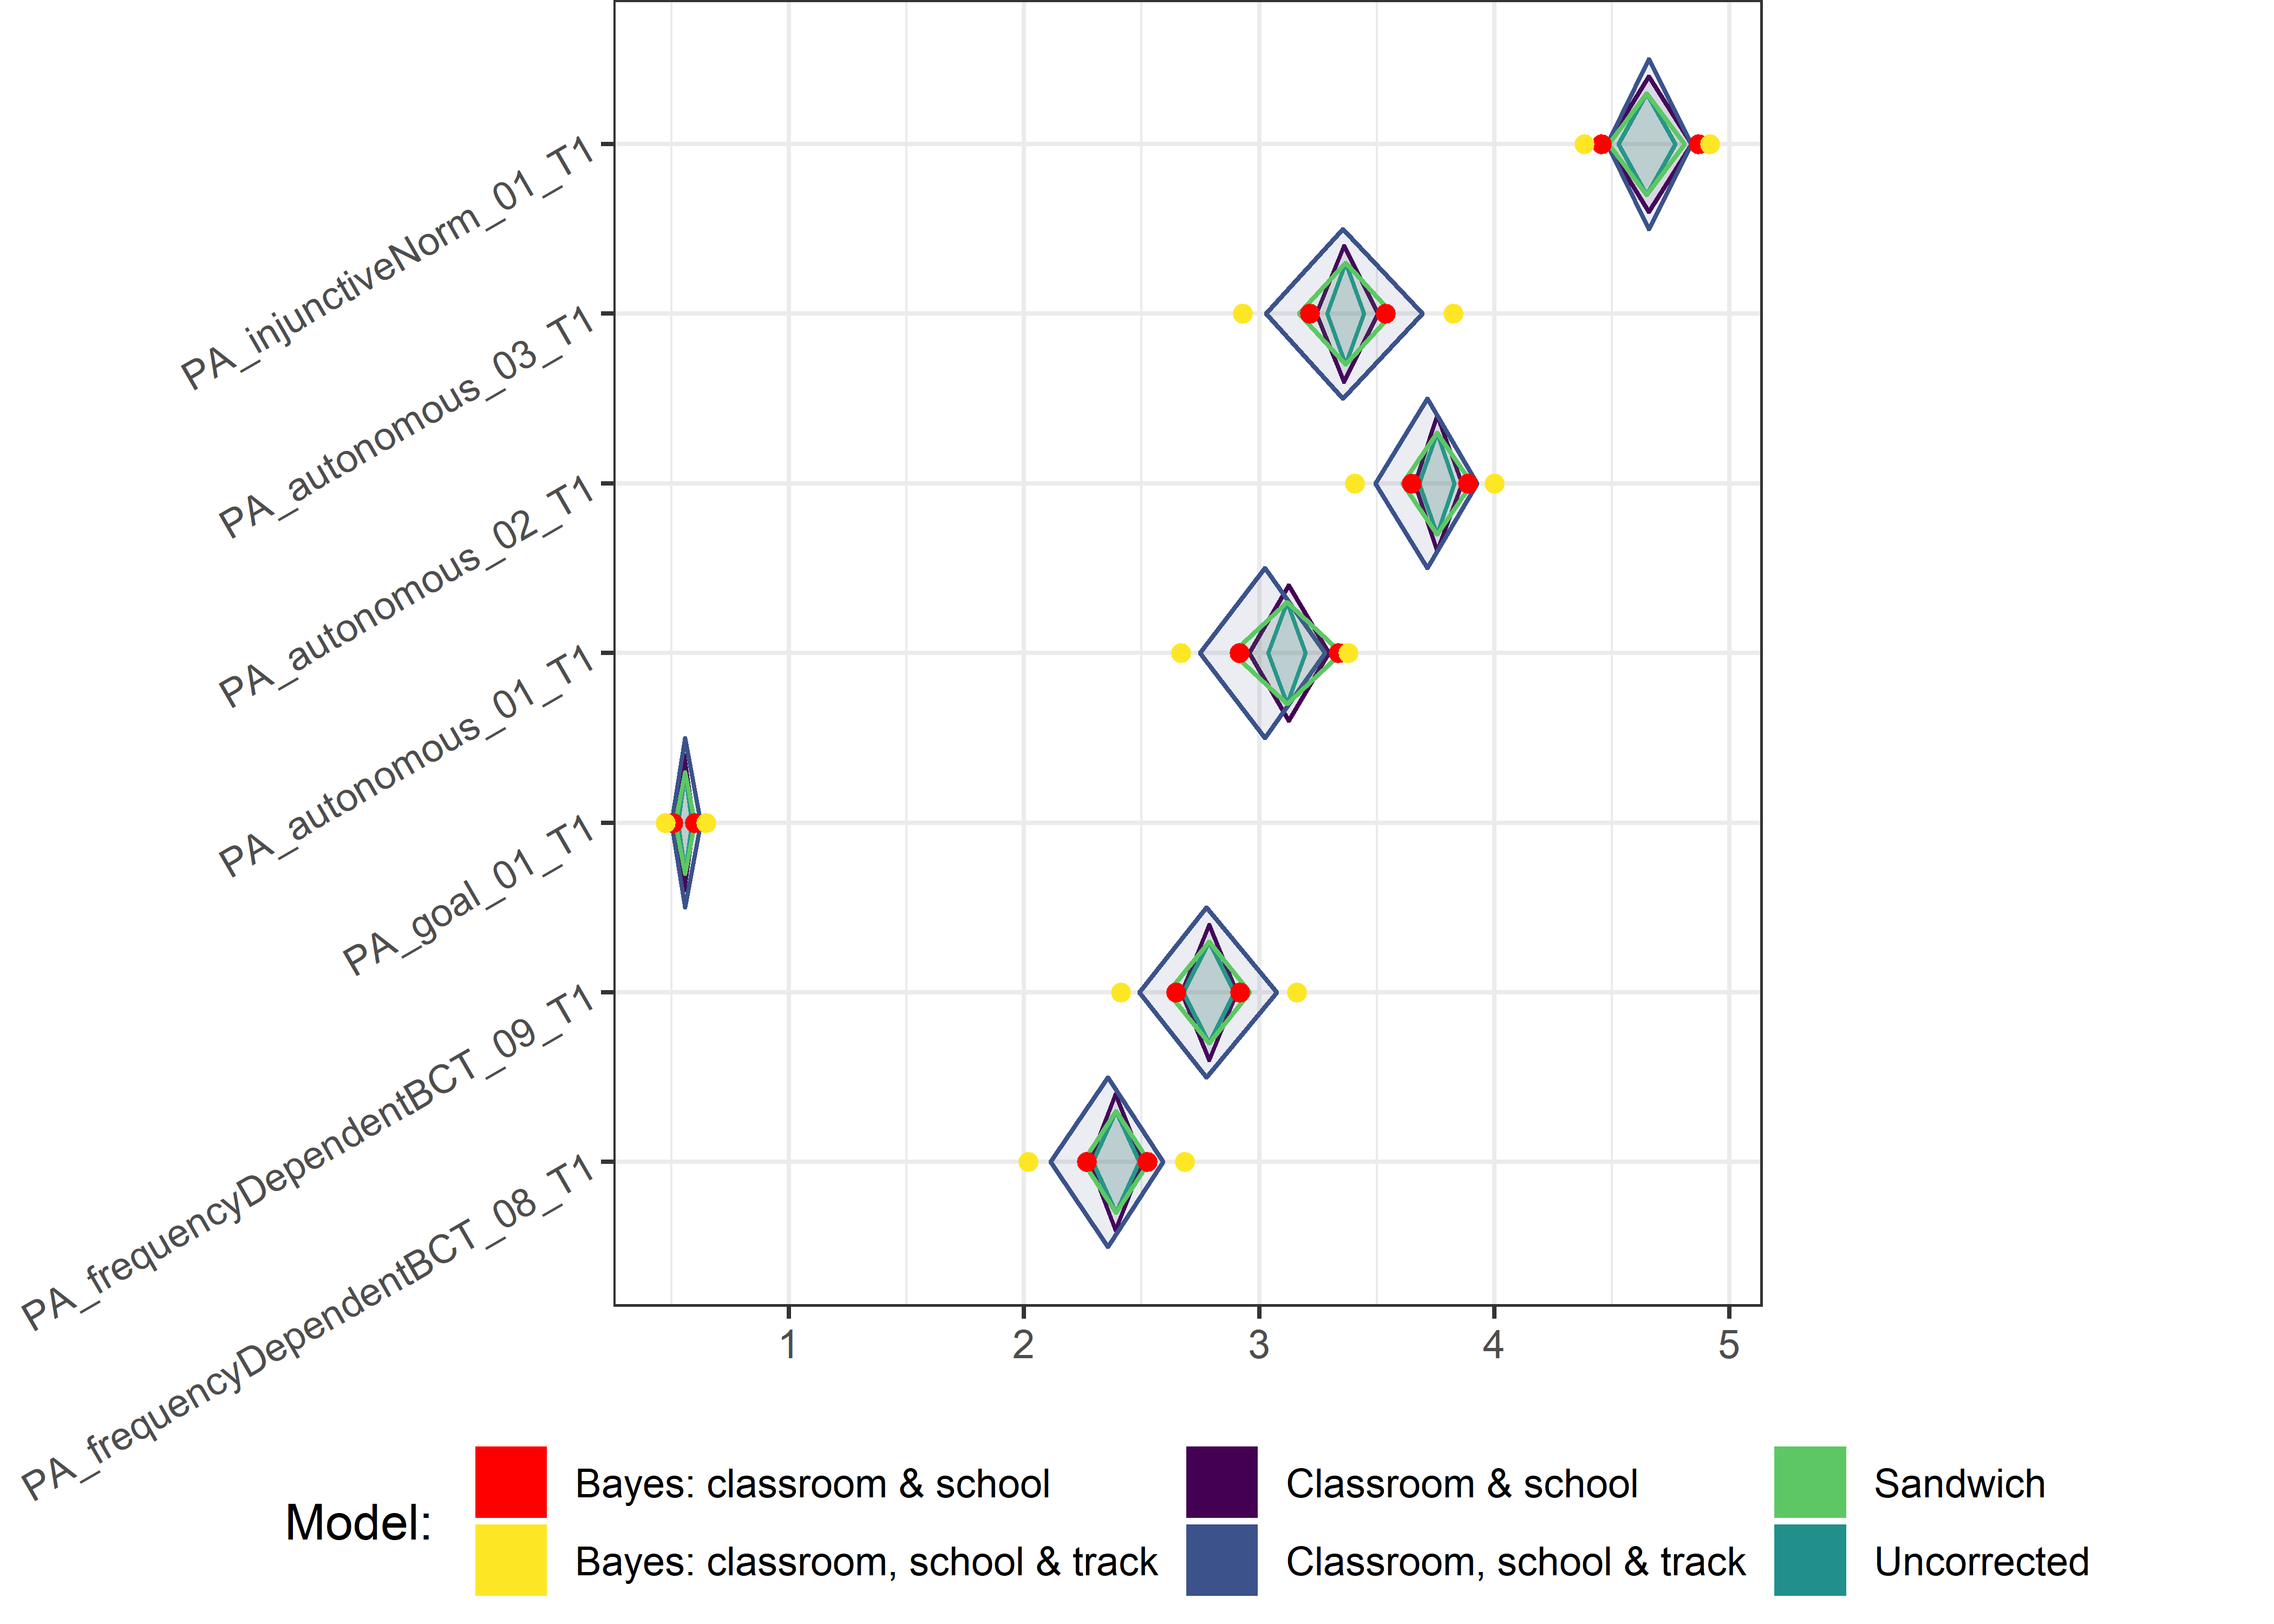 PA_injunctiveNorm_01_T1
PA_autonomous_03_T1
PA_autonomous_02_T1
PA_autonomous_01_T1
PA_goal_01_T1
PA_frequencyDependentBCT_09_T1
PA_frequencyDependentBCT_08_T1
1 2 3 4 5
Model:
Bayes: classroom & school
Classroom & school
Sandwich
Bayes: classroom, school & track
Classroom, school & track
Uncorrected